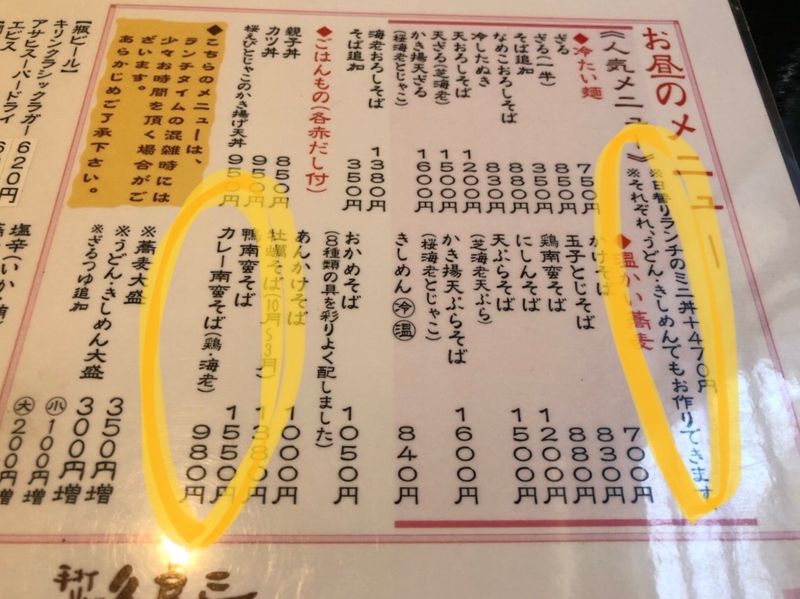 お昼のメニュー
《人気メニュー》
※日替りランチのミニ丼+470円
※それぞれ、うどん・きしめんでもお作りできます。
◆冷たい麺
ざる 750円
ざる(一半) 850円
そば追加 350円
なめこおろしそば 830円
冷したぬき 880円
天おろしそば 1200円
天ざる(芝海老) 1500円
かき揚天ざる 1600円
(桜海老とじゃこ)
海老おろしそば 1380円
そば追加 350円
◆ごはんもの(各赤だし付)
親子丼 850円
カツ丼 950円
桜えびとじゃこのかき揚げ天丼 950円
◆こちらのメニューは、
ランチタイムの混雑時には
少々お時間を頂く場合がご
ざいます。
あらかじめご了承下さい。
◆温かい蕎麦
かけそば 700円
玉子とじそば 830円
鶏南蛮そば 880円
にしんそば 1200円
天ぷらそば 1500円
(芝海老天ぷら)
かき揚天ぷらそば 1600円
(桜海老とじゃこ)
きしめん 冷 温 840円
おかめそば 1050円
(8種類の具を彩りよく配しました)
あんかけそば 1000円
牡蠣そば(10月〜3月) 1380円
鴨南蛮そば 1550円
カレー南蛮そば(鶏・海老) 980円
※蕎麦大盛 350円増
※うどん・きしめん大盛 300円増
※ざるつゆ追加 小 100円増
大 200円増
【瓶ビール】
キリンクラシックラガー
アサヒスーパードライ 620円
エビス
塩辛(いか
手打